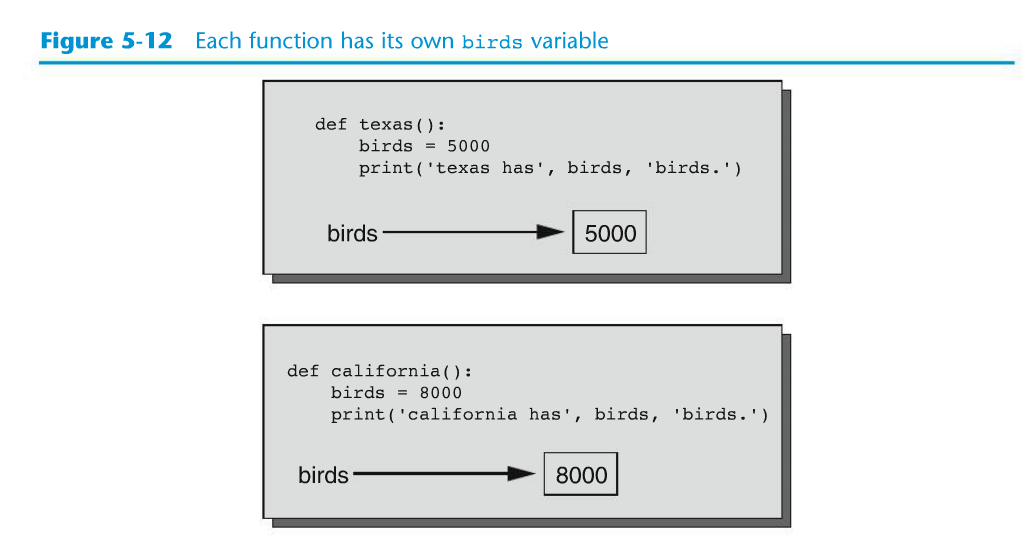 Figure 5-12 Each function has its own birds variable
def texas():
    birds = 5000
    print('texas has', birds, 'birds.')
birds 5000
def california():
    birds = 8000
    print('california has', birds, 'birds.')
birds 8000